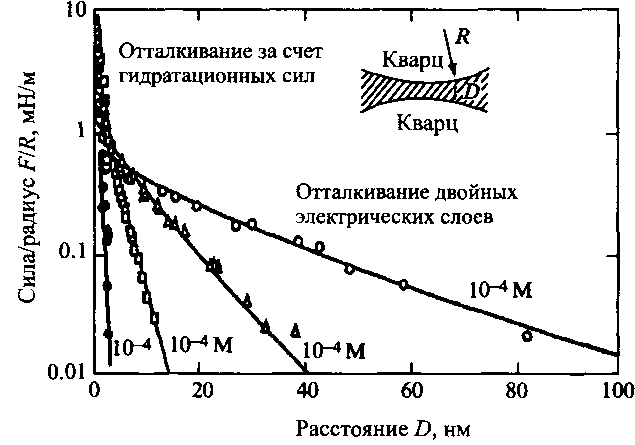 10
Отталкивание за счет
гидратационных сил
Кварц
R
D
Кварц
1
Сила/радиус F/R, мН/м
Отталкивание двойных
электрических слоев
0.1
10⁻⁴ М
10⁻⁴
10⁻⁴ М
10⁻⁴ М
0.01
0
20
40
60
80
100
Расстояние D, нм